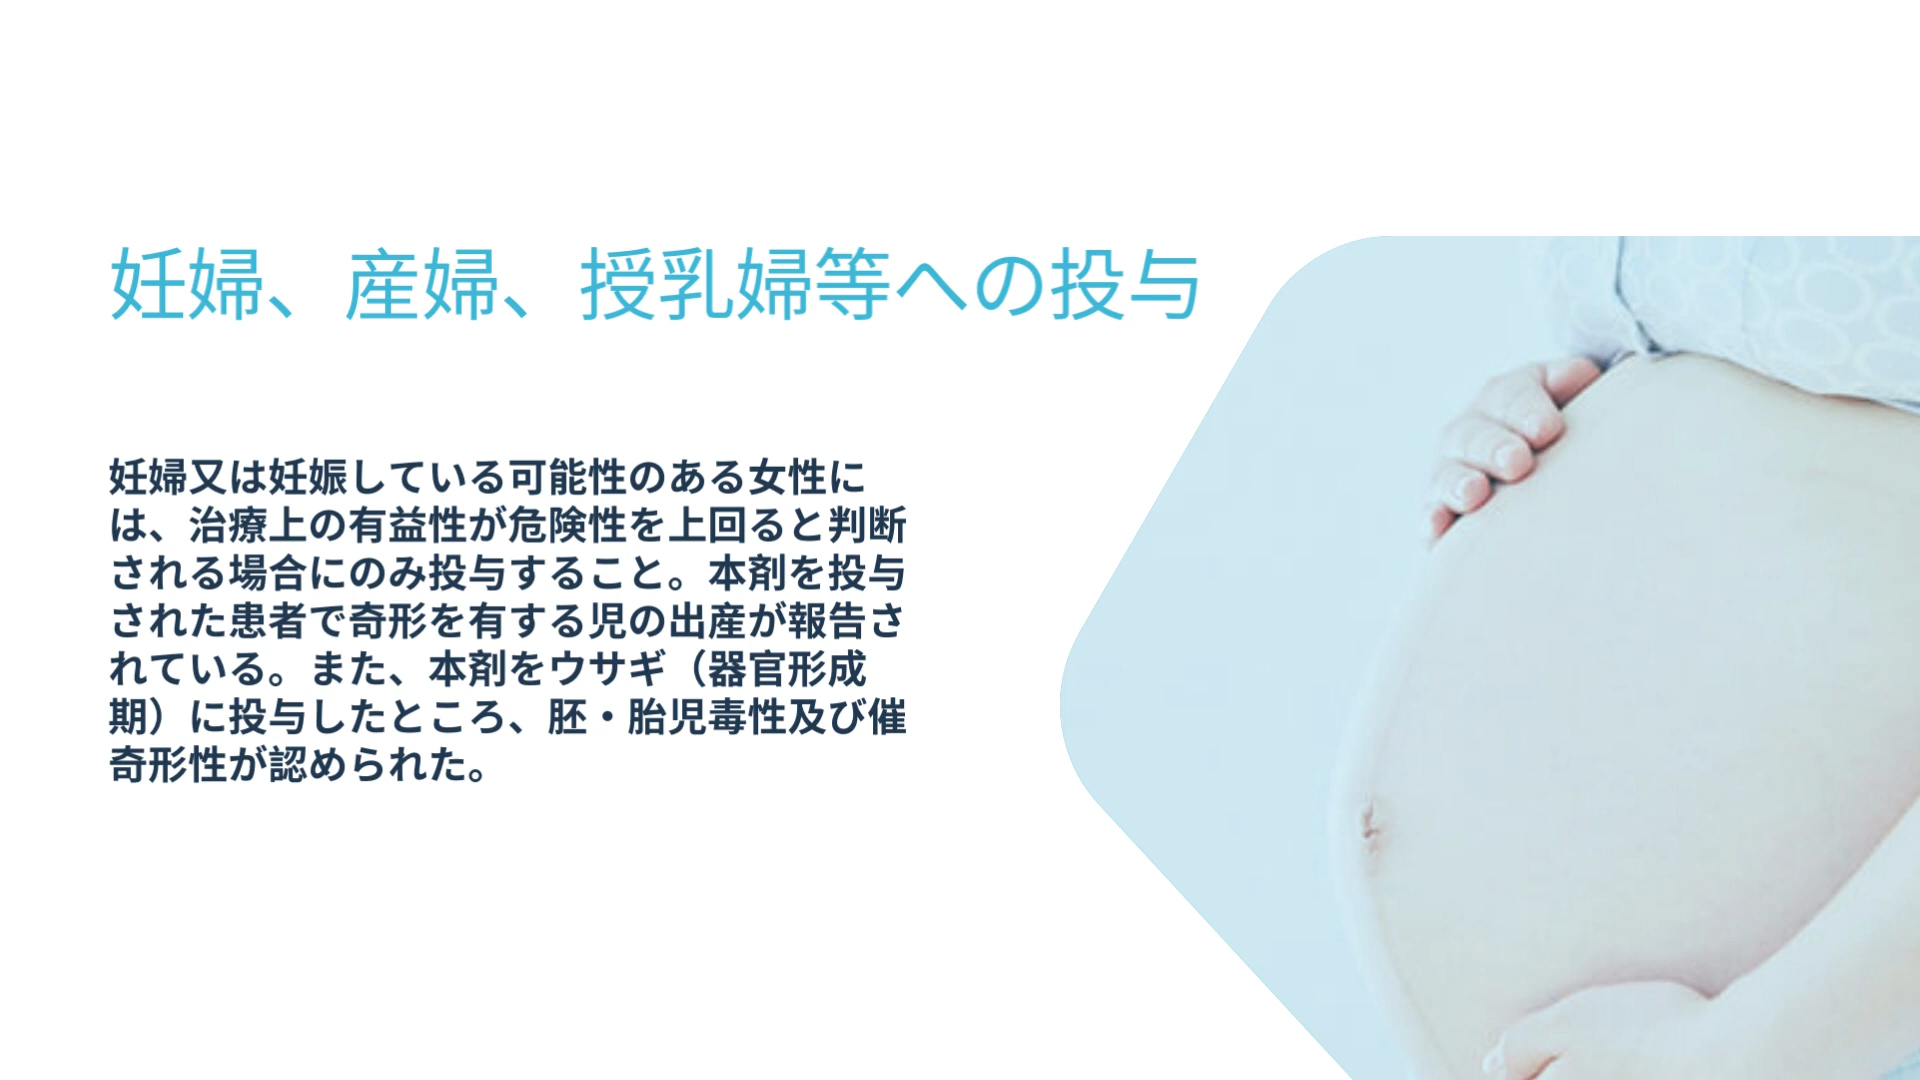 妊婦、産婦、授乳婦等への投与
妊婦又は妊娠している可能性のある女性に
は、治療上の有益性が危険性を上回ると判断
される場合にのみ投与すること。本剤を投与
された患者で奇形を有する児の出産が報告さ
れている。また、本剤をウサギ（器官形成
期）に投与したところ、胚・胎児毒性及び催
奇形性が認められた。